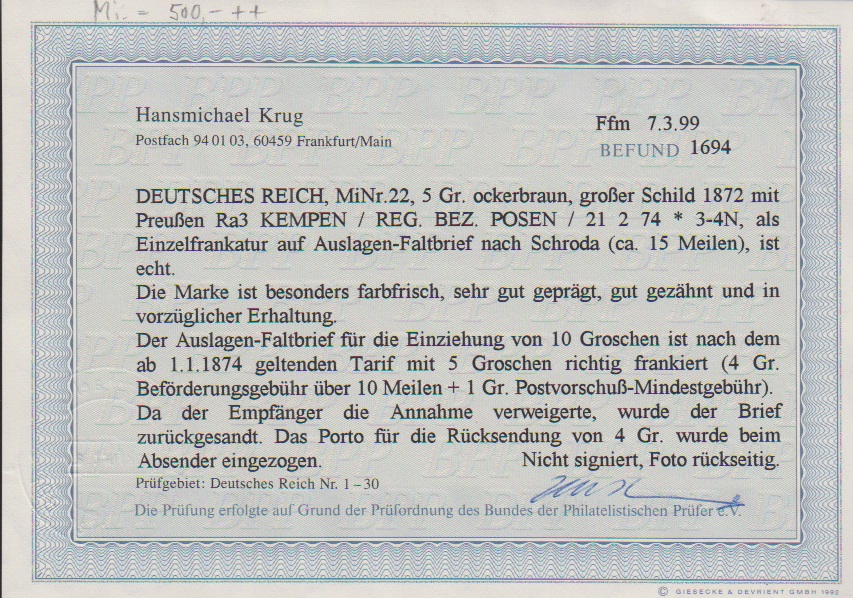 Mi. = 500,- ++
Hansmichael Krug
Postfach 94 01 03, 60459 Frankfurt/Main
Ffm 7.3.99
BEFUND 1694
DEUTSCHES REICH, MiNr.22, 5 Gr. ockerbraun, großer Schild 1872 mit
Preußen Ra3 KEMPEN / REG. BEZ. POSEN / 21 2 74 * 3-4N, als
Einzelfrankatur auf Auslagen-Faltbrief nach Schroda (ca. 15 Meilen), ist
echt.
Die Marke ist besonders farbfrisch, sehr gut geprägt, gut gezähnt und in
vorzüglicher Erhaltung.
Der Auslagen-Faltbrief für die Einziehung von 10 Groschen ist nach dem
ab 1.1.1874 geltenden Tarif mit 5 Groschen richtig frankiert (4 Gr.
Beförderungsgebühr über 10 Meilen + 1 Gr. Postvorschuß-Mindestgebühr).
Da der Empfänger die Annahme verweigerte, wurde der Brief
zurückgesandt. Das Porto für die Rücksendung von 4 Gr. wurde beim
Absender eingezogen. Nicht signiert, Foto rückseitig.
Prüfgebiet: Deutsches Reich Nr. 1-30
Die Prüfung erfolgte auf Grund der Prüfordnung des Bundes der Philatelistischen Prüfer e.V.
© GIESECKE & DEVRIENT GMBH 1992